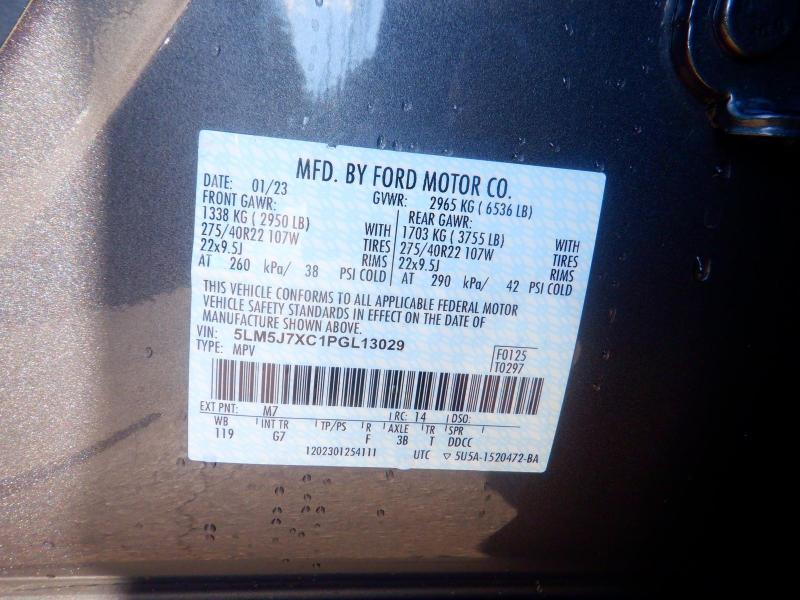 MFD. BY FORD MOTOR CO.
DATE: 01/23 GVWR: 2965 KG ( 6536 LB)
FRONT GAWR: REAR GAWR:
1338 KG ( 2950 LB) WITH 1703 KG ( 3755 LB) WITH
275/40R22 107W TIRES 275/40R22 107W TIRES
22x9.5J RIMS 22x9.5J RIMS
AT 260 kPa/ 38 PSI COLD AT 290 kPa/ 42 PSI COLD
THIS VEHICLE CONFORMS TO ALL APPLICABLE FEDERAL MOTOR
VEHICLE SAFETY STANDARDS IN EFFECT ON THE DATE OF
MANUFACTURE SHOWN ABOVE.
VIN: 5LM5J7XC1PGL13029
TYPE: MPV
F0125
T0297
EXT PNT: M7 RC: 14 DSO:
WB INT TR TP/PS R AXLE TR SPR
119 G7 F 3B T DDCC
1202301254111 UTC ▽ 5U5A-1520472-BA